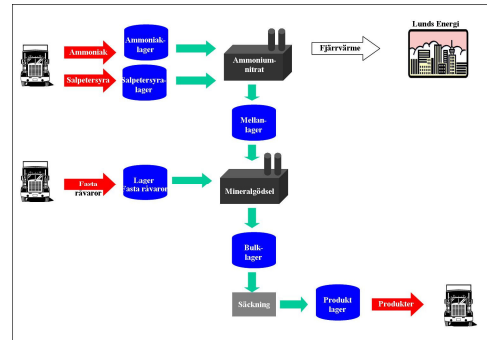 Lunds Energi
Ammoniak
Ammoniak-
lager
Ammonium-
nitrat
Fjärrvärme
Salpetersyra
Salpetersyra-
lager
Mellan-
lager
Fasta
råvaror
Lager
Fasta råvaror
Mineralgödsel
Bulk-
lager
Säckning
Produkt
lager
Produkter